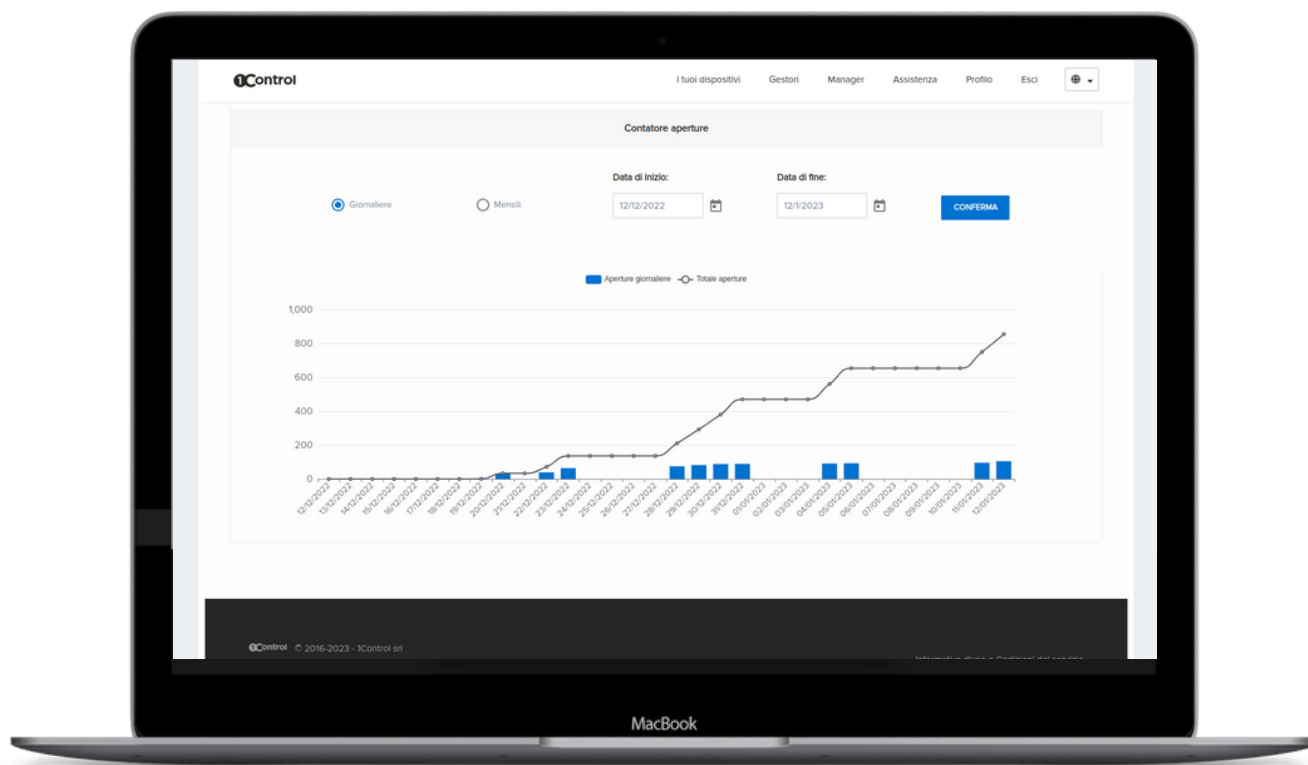 1Control
I tuoi dispositivi Gestori Manager Assistenza Profilo Esci
Contatore aperture
Data di inizio: Data di fine:
Giornaliere Mensili 12/12/2022 12/1/2023 CONFERMA
Aperture giornaliere Totale aperture
1,000
800
600
400
200
0
12/12/2022 13/12/2022 14/12/2022 15/12/2022 16/12/2022 17/12/2022 18/12/2022 19/12/2022 20/12/2022 21/12/2022 22/12/2022 23/12/2022 24/12/2022 25/12/2022 26/12/2022 27/12/2022 28/12/2022 29/12/2022 30/12/2022 31/12/2022 01/01/2023 02/01/2023 03/01/2023 04/01/2023 05/01/2023 06/01/2023 07/01/2023 08/01/2023 09/01/2023 10/01/2023 11/01/2023 12/01/2023
1Control © 2016-2023 - 1Control srl
MacBook